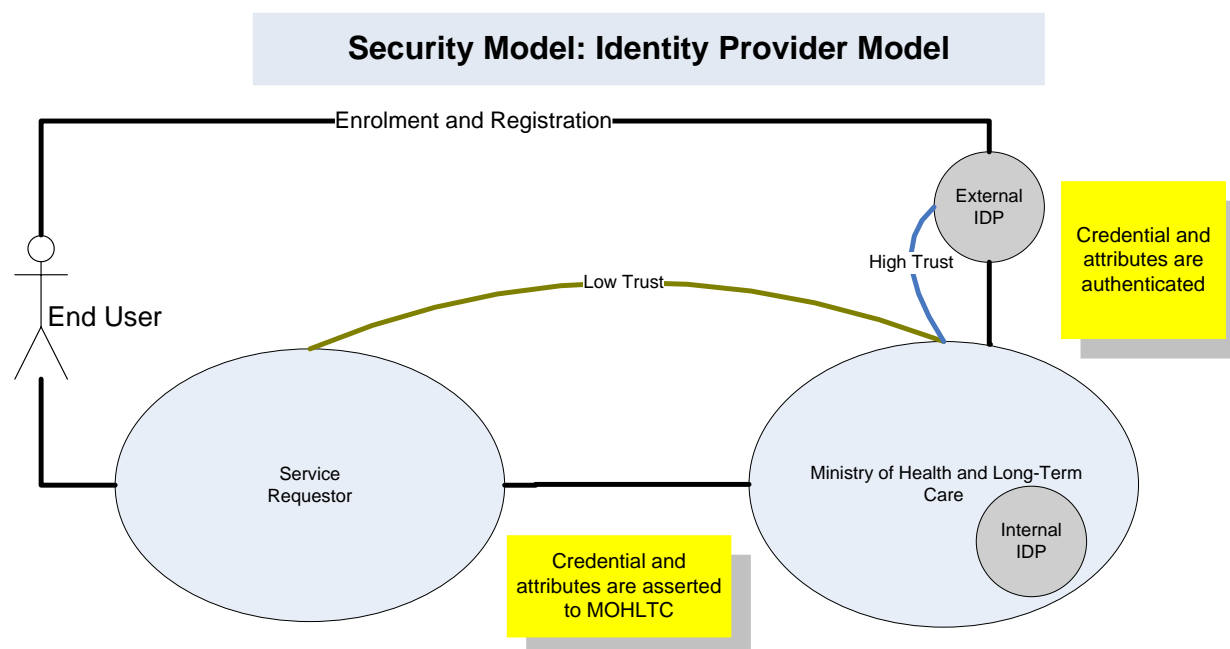 Security Model: Identity Provider Model
Enrolment and Registration
External
IDP
Credential and
attributes are
authenticated
High Trust
Low Trust
End User
Service
Requestor
Ministry of Health and Long-Term
Care
Internal
IDP
Credential and
attributes are asserted
to MOHLTC